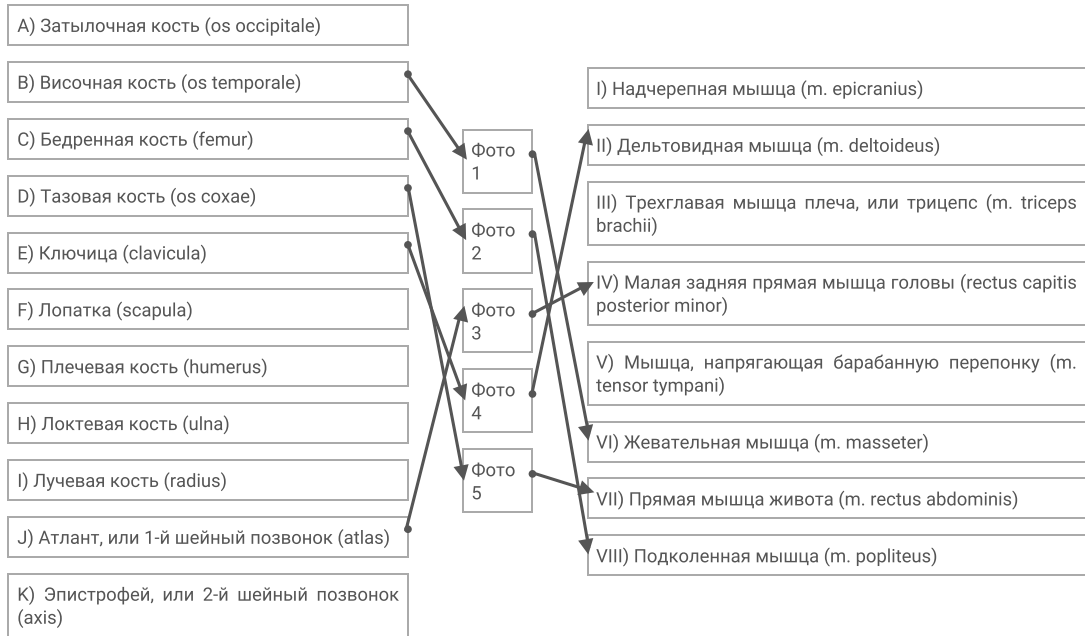 A) Затылочная кость (os occipitale)
B) Височная кость (os temporale)
C) Бедренная кость (femur)
D) Тазовая кость (os coxae)
E) Ключица (clavicula)
F) Лопатка (scapula)
G) Плечевая кость (humerus)
H) Локтевая кость (ulna)
I) Лучевая кость (radius)
J) Атлант, или 1-й шейный позвонок (atlas)
K) Эпистрофей, или 2-й шейный позвонок
(axis)
Фото
1
Фото
2
Фото
3
Фото
4
Фото
5
I) Надчерепная мышца (m. epicranius)
II) Дельтовидная мышца (m. deltoideus)
III) Трехглавая мышца плеча, или трицепс (m. triceps
brachii)
IV) Малая задняя прямая мышца головы (rectus capitis
posterior minor)
V) Мышца, напрягающая барабанную перепонку (m.
tensor tympani)
VI) Жевательная мышца (m. masseter)
VII) Прямая мышца живота (m. rectus abdominis)
VIII) Подколенная мышца (m. popliteus)